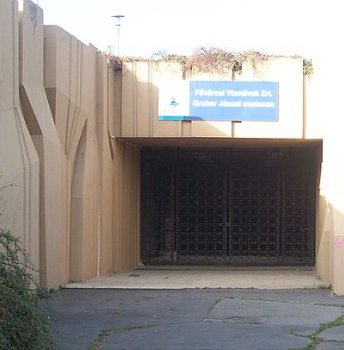 Fővárosi Vízművek Zrt.
Gruber József medence